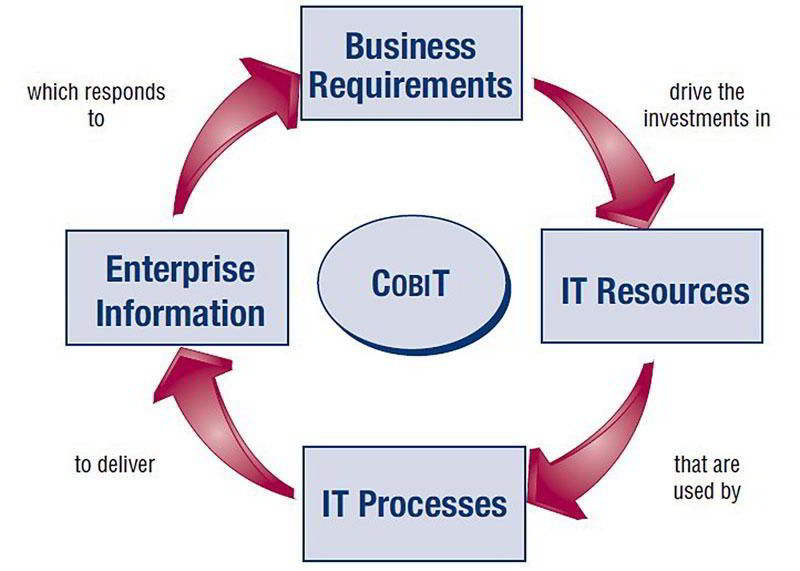 Business
Requirements
which responds
to
drive the
investments in
Enterprise
Information
COBIT
IT Resources
to deliver
IT Processes
that are
used by